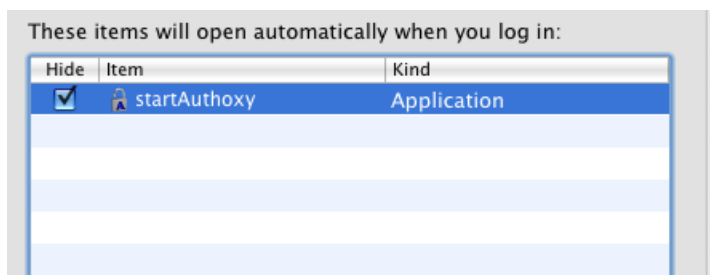 These items will open automatically when you log in:
Hide Item Kind
startAuthoxy Application